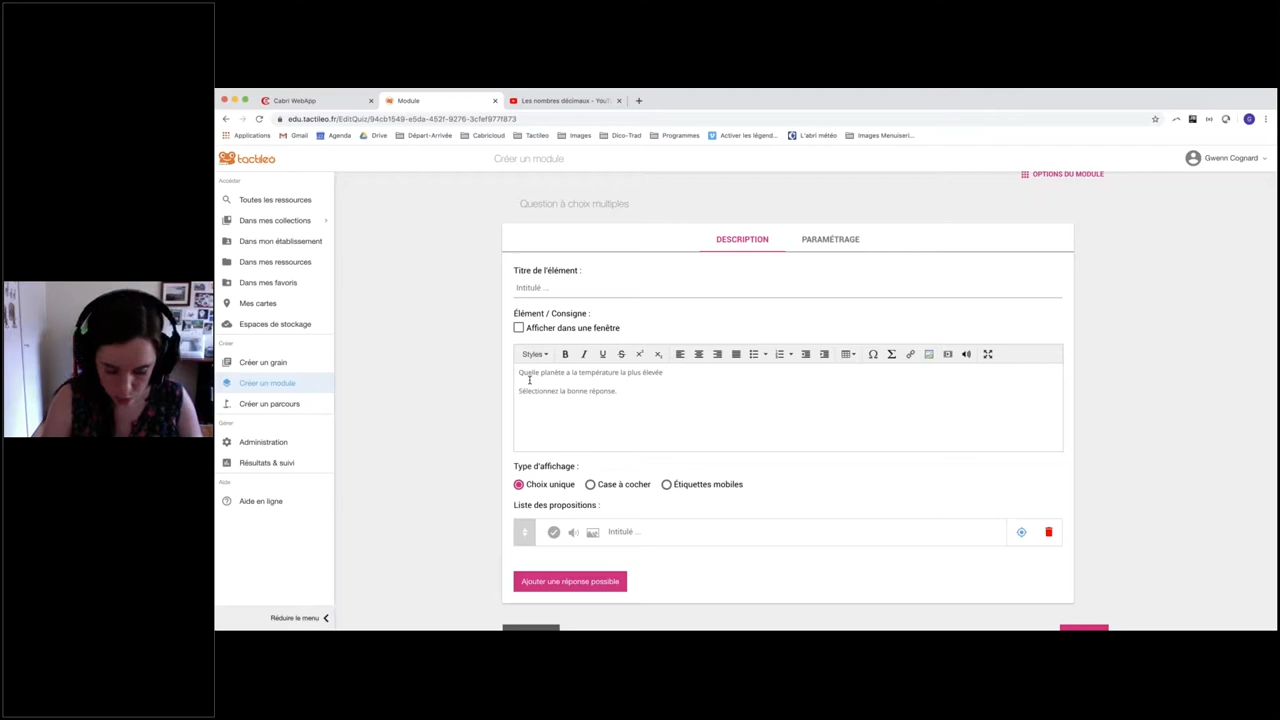 Cabri WebApp
Module
Les nombres décimaux - YouT
edu.tactileo.fr/EditQuiz/94cb1549-e5da-452f-9276-3cfef977f873
Applications
Gmail
Agenda
Drive
Départ-Arrivée
Cabricloud
Tactileo
Images
Dico-Trad
Programmes
Activer les légend...
L'abri météo
Images Menuiseri...
tactileo
Créer un module
Gwenn Cognard
Accéder
OPTIONS DU MODULE
Toutes les ressources
Dans mes collections
Dans mon établissement
Dans mes ressources
Dans mes favoris
Mes cartes
Espaces de stockage
Créer
Créer un grain
Créer un module
Créer un parcours
Gérer
Administration
Résultats & suivi
Aide
Aide en ligne
Réduire le menu
Question à choix multiples
DESCRIPTION
PARAMÉTRAGE
Titre de l'élément :
Intitulé ...
Élément / Consigne :
Afficher dans une fenêtre
Styles
Quelle planète a la température la plus élevée
Sélectionnez la bonne réponse.
Type d'affichage :
Choix unique
Case à cocher
Étiquettes mobiles
Liste des propositions :
Intitulé ...
Ajouter une réponse possible